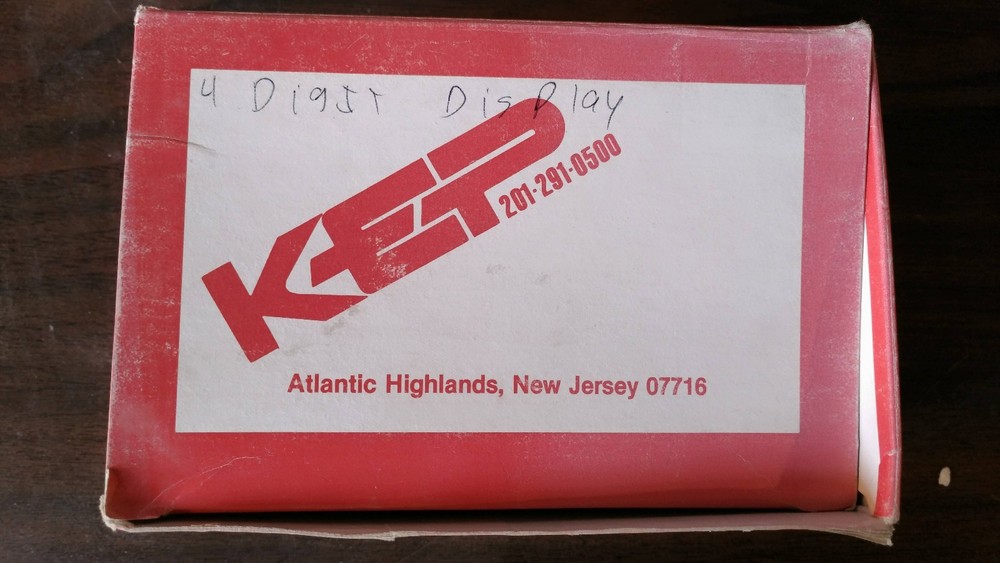 4 Digit Display
KEP
201-291-0500
Atlantic Highlands, New Jersey 07716